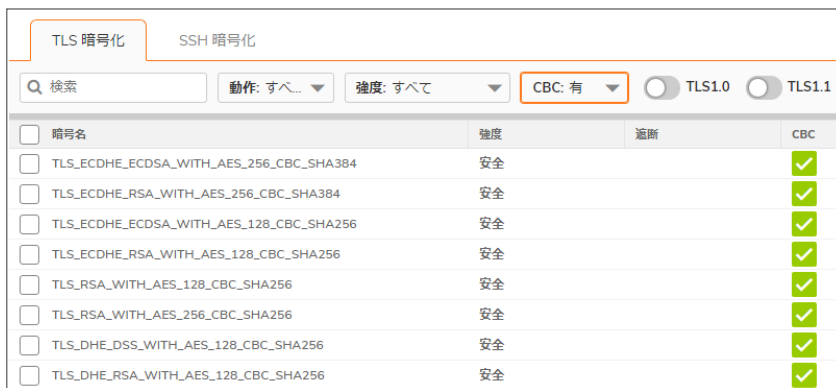 TLS 暗号化 SSH 暗号化
検索 動作: すべ... 強度: すべて CBC: 有 TLS1.0 TLS1.1
暗号名 強度 遮断 CBC
TLS_ECDHE_ECDSA_WITH_AES_256_CBC_SHA384 安全
TLS_ECDHE_RSA_WITH_AES_256_CBC_SHA384 安全
TLS_ECDHE_ECDSA_WITH_AES_128_CBC_SHA256 安全
TLS_ECDHE_RSA_WITH_AES_128_CBC_SHA256 安全
TLS_RSA_WITH_AES_128_CBC_SHA256 安全
TLS_RSA_WITH_AES_256_CBC_SHA256 安全
TLS_DHE_DSS_WITH_AES_128_CBC_SHA256 安全
TLS_DHE_RSA_WITH_AES_128_CBC_SHA256 安全